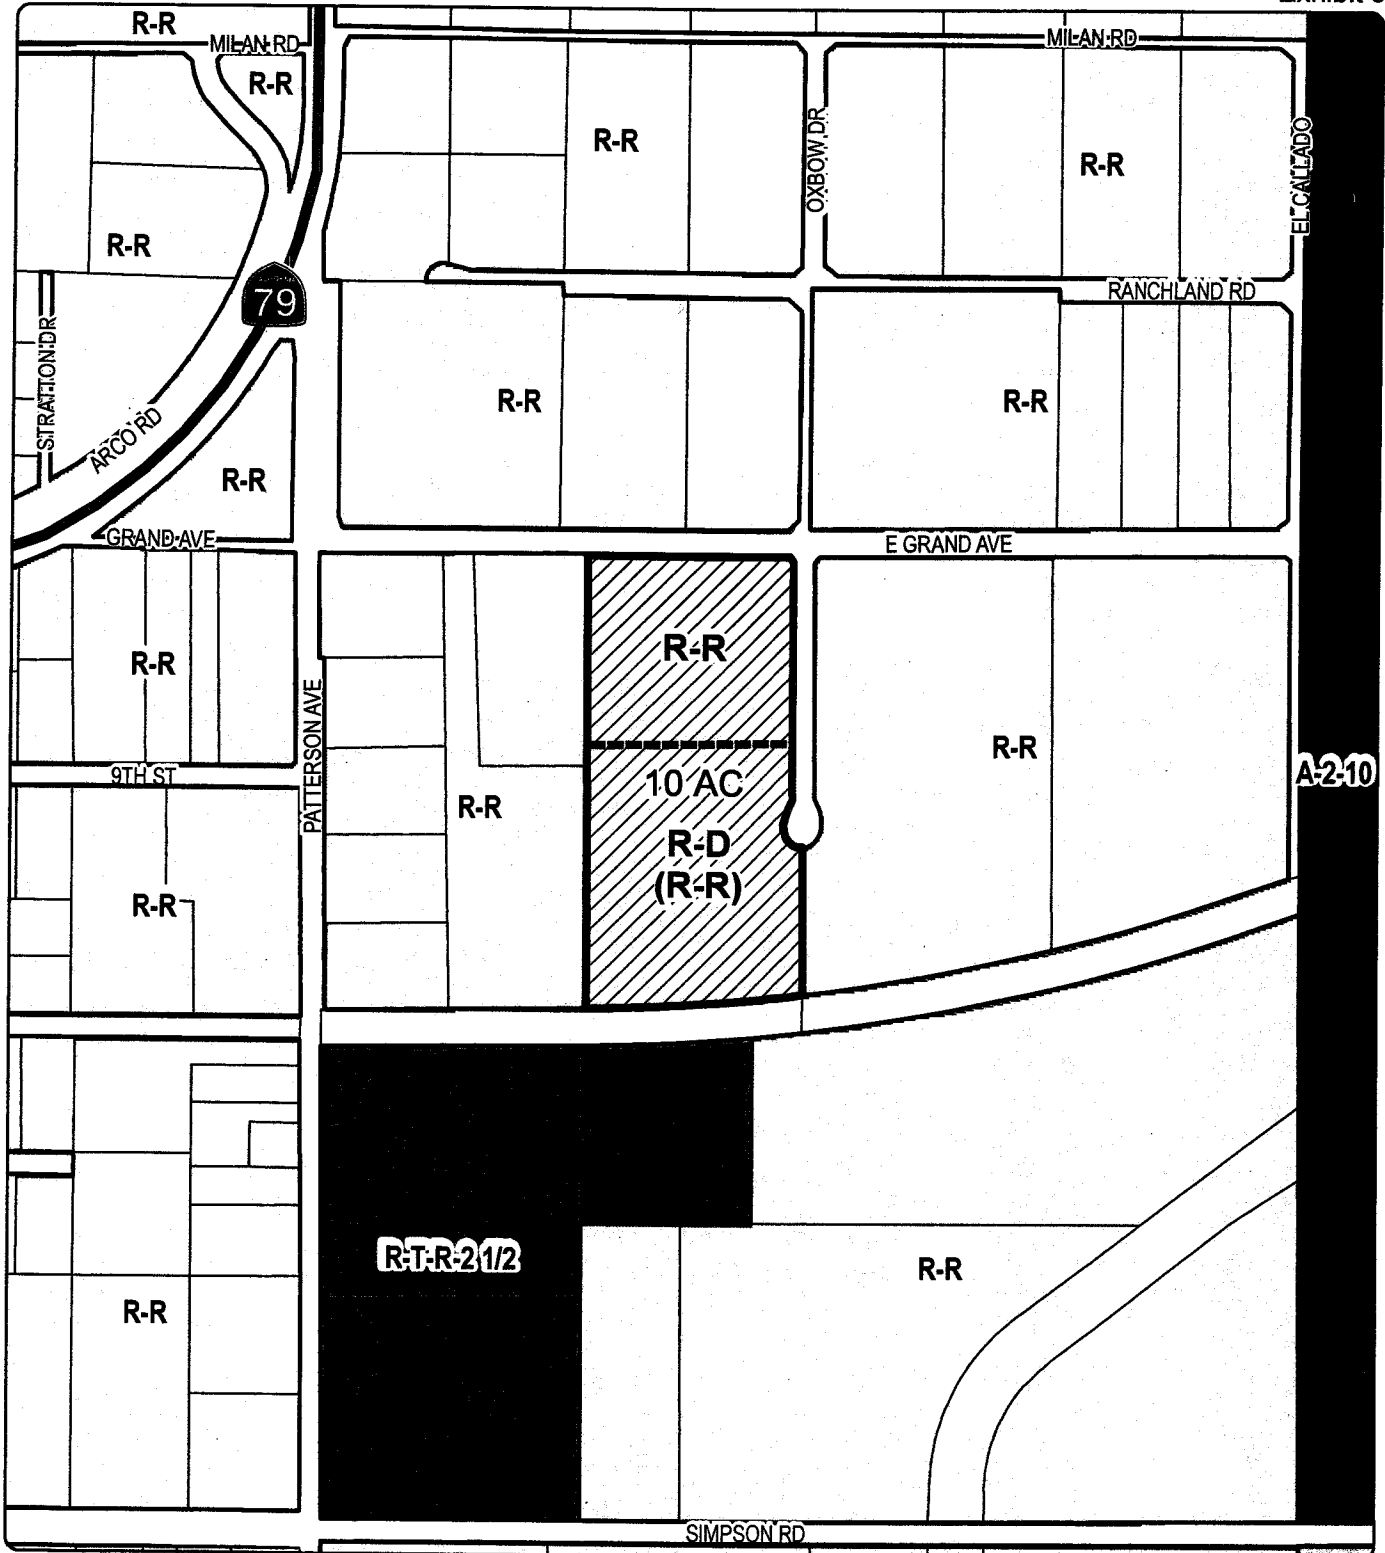 R-R
MILAN RD
MILAN RD
R-R
R-R
OXBOW DR
R-R
EL CALLADO
R-R
79
RANCHLAND RD
STRATTON DR
ARCO RD
R-R
R-R
R-R
GRAND AVE
E GRAND AVE
R-R
R-R
PATTERSON AVE
R-R
9TH ST
10 AC
A-2-10
R-R
R-D
(R-R)
R-R
R-T-R-2 1/2
R-R
R-R
SIMPSON RD